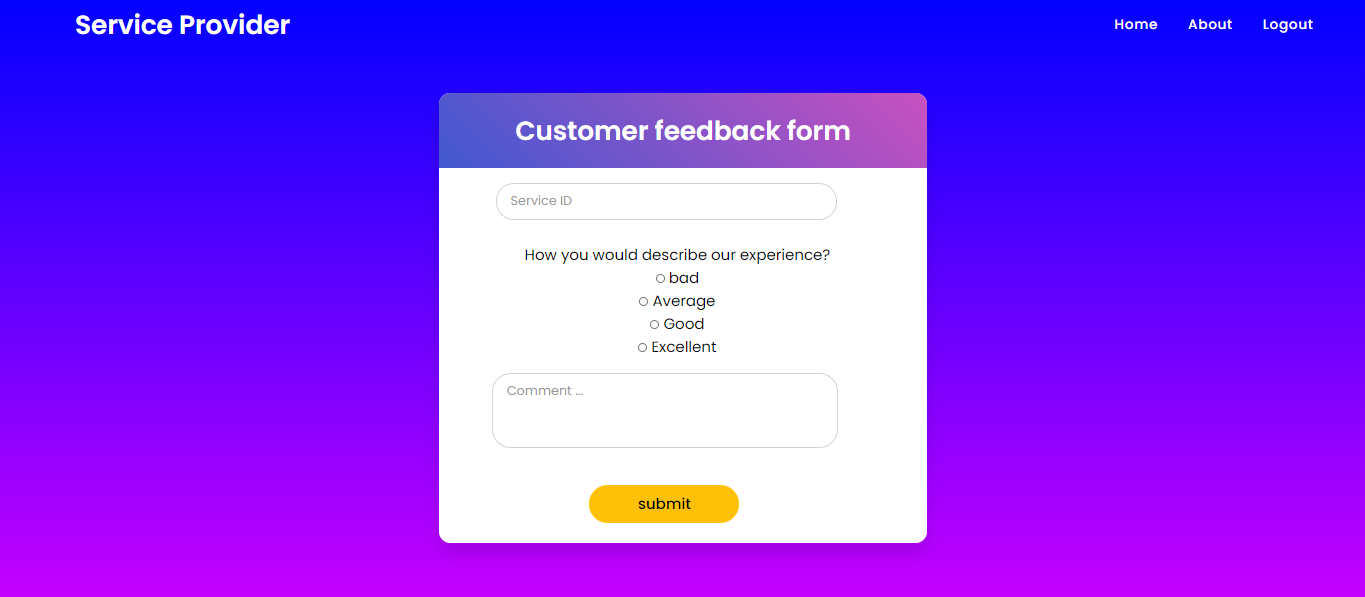 Service Provider
Home About Logout
Customer feedback form
Service ID
How you would describe our experience?
bad
Average
Good
Excellent
Comment ...
submit